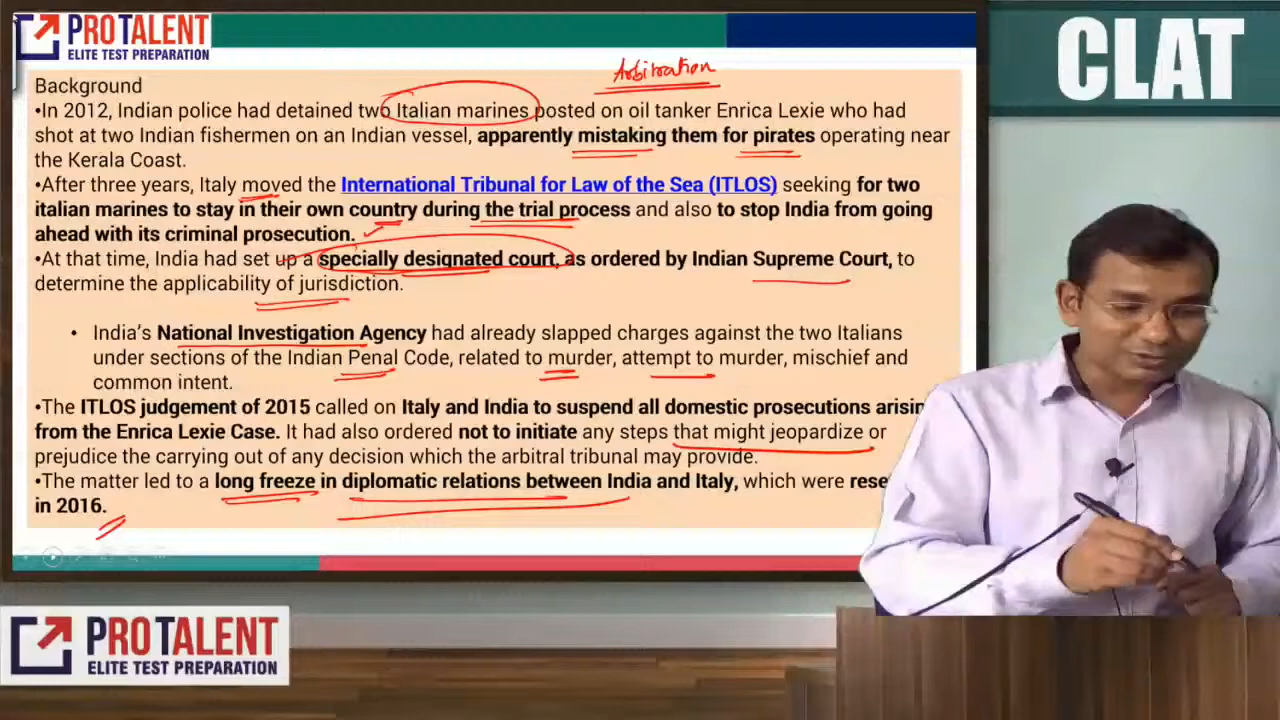 PROTALENT
ELITE TEST PREPARATION
CLAT
Arbitration
Background
•In 2012, Indian police had detained two Italian marines posted on oil tanker Enrica Lexie who had
shot at two Indian fishermen on an Indian vessel, apparently mistaking them for pirates operating near
the Kerala Coast.
•After three years, Italy moved the International Tribunal for Law of the Sea (ITLOS) seeking for two
italian marines to stay in their own country during the trial process and also to stop India from going
ahead with its criminal prosecution.
•At that time, India had set up a specially designated court, as ordered by Indian Supreme Court, to
determine the applicability of jurisdiction.
• India's National Investigation Agency had already slapped charges against the two Italians
under sections of the Indian Penal Code, related to murder, attempt to murder, mischief and
common intent.
•The ITLOS judgement of 2015 called on Italy and India to suspend all domestic prosecutions arisin
from the Enrica Lexie Case. It had also ordered not to initiate any steps that might jeopardize or
prejudice the carrying out of any decision which the arbitral tribunal may provide.
•The matter led to a long freeze in diplomatic relations between India and Italy, which were rese
in 2016.
PROTALENT
ELITE TEST PREPARATION